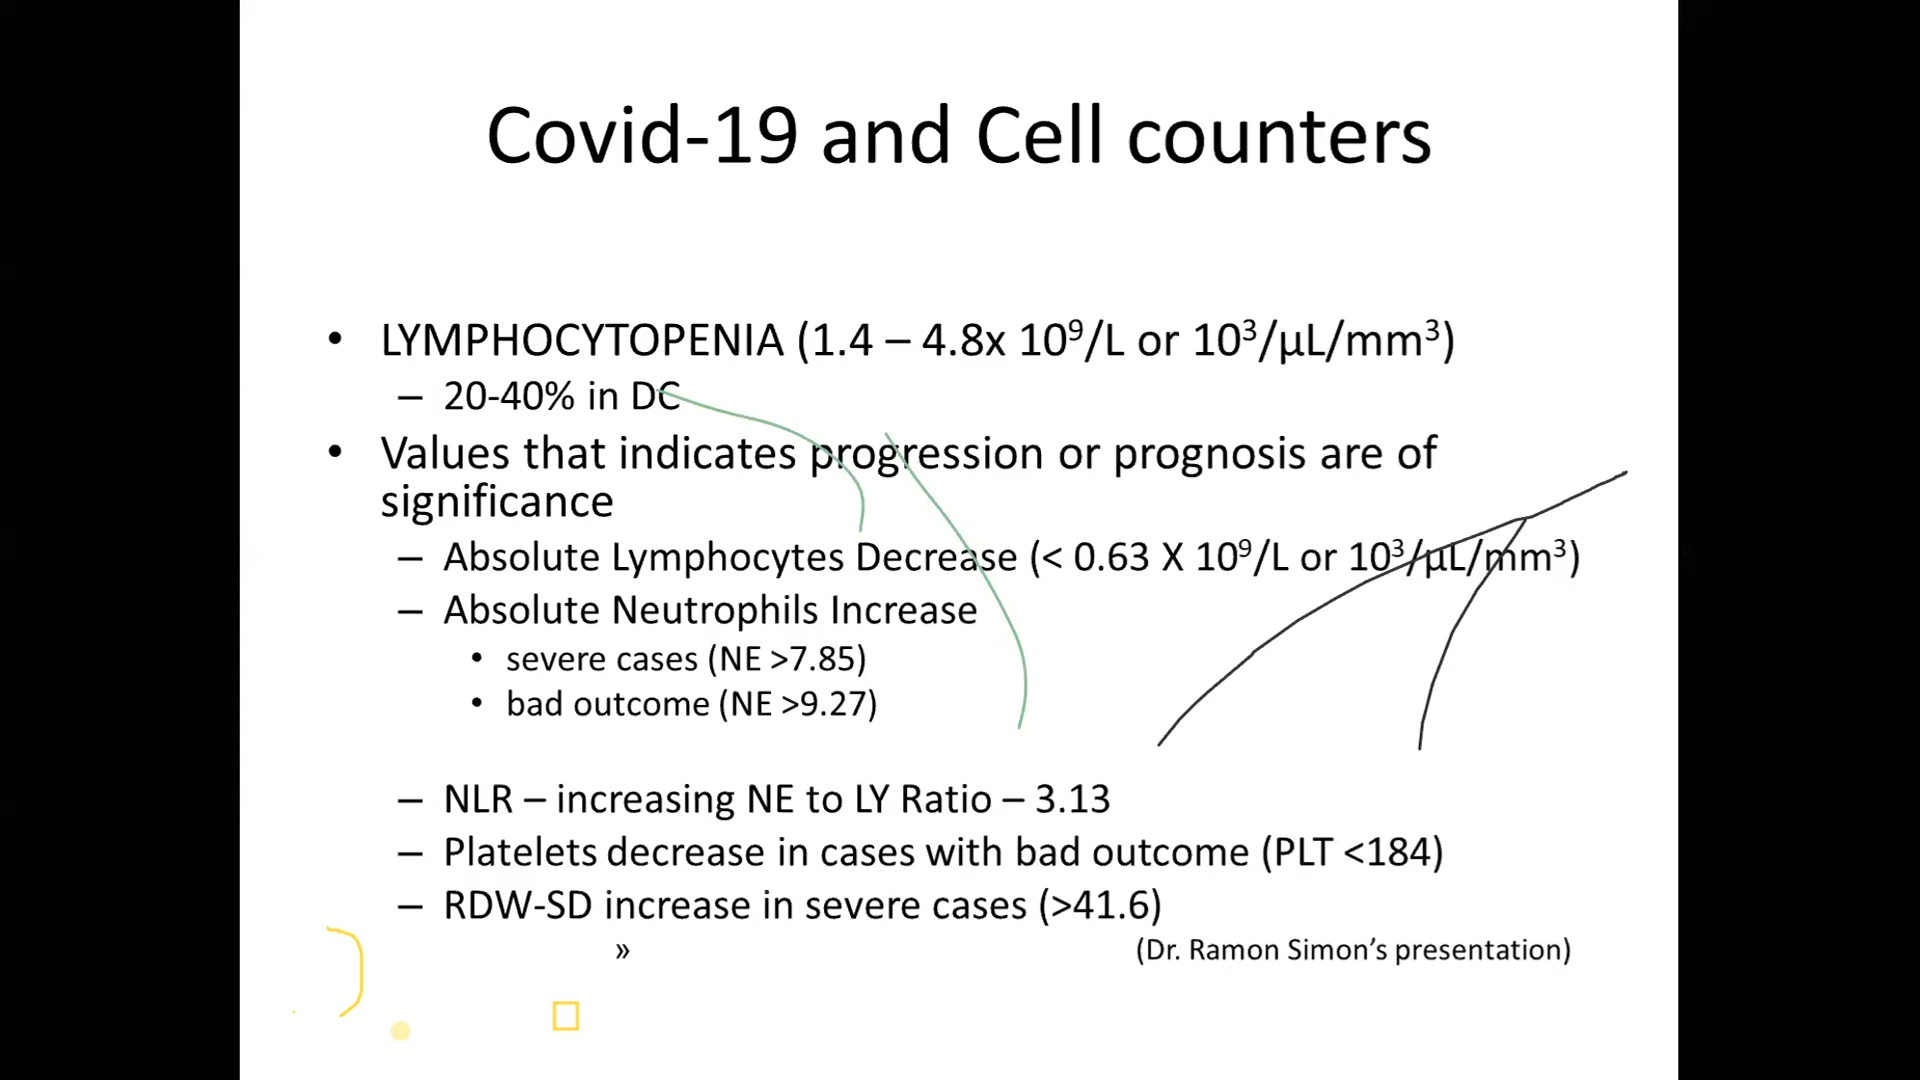 Covid-19 and Cell counters
• LYMPHOCYTOPENIA (1.4 – 4.8x 10⁹/L or 10³/µL/mm³)
– 20-40% in DC
• Values that indicates progression or prognosis are of
significance
– Absolute Lymphocytes Decrease (< 0.63 X 10⁹/L or 10³/µL/mm³)
– Absolute Neutrophils Increase
• severe cases (NE >7.85)
• bad outcome (NE >9.27)
– NLR – increasing NE to LY Ratio – 3.13
– Platelets decrease in cases with bad outcome (PLT <184)
– RDW-SD increase in severe cases (>41.6)
» (Dr. Ramon Simon’s presentation)